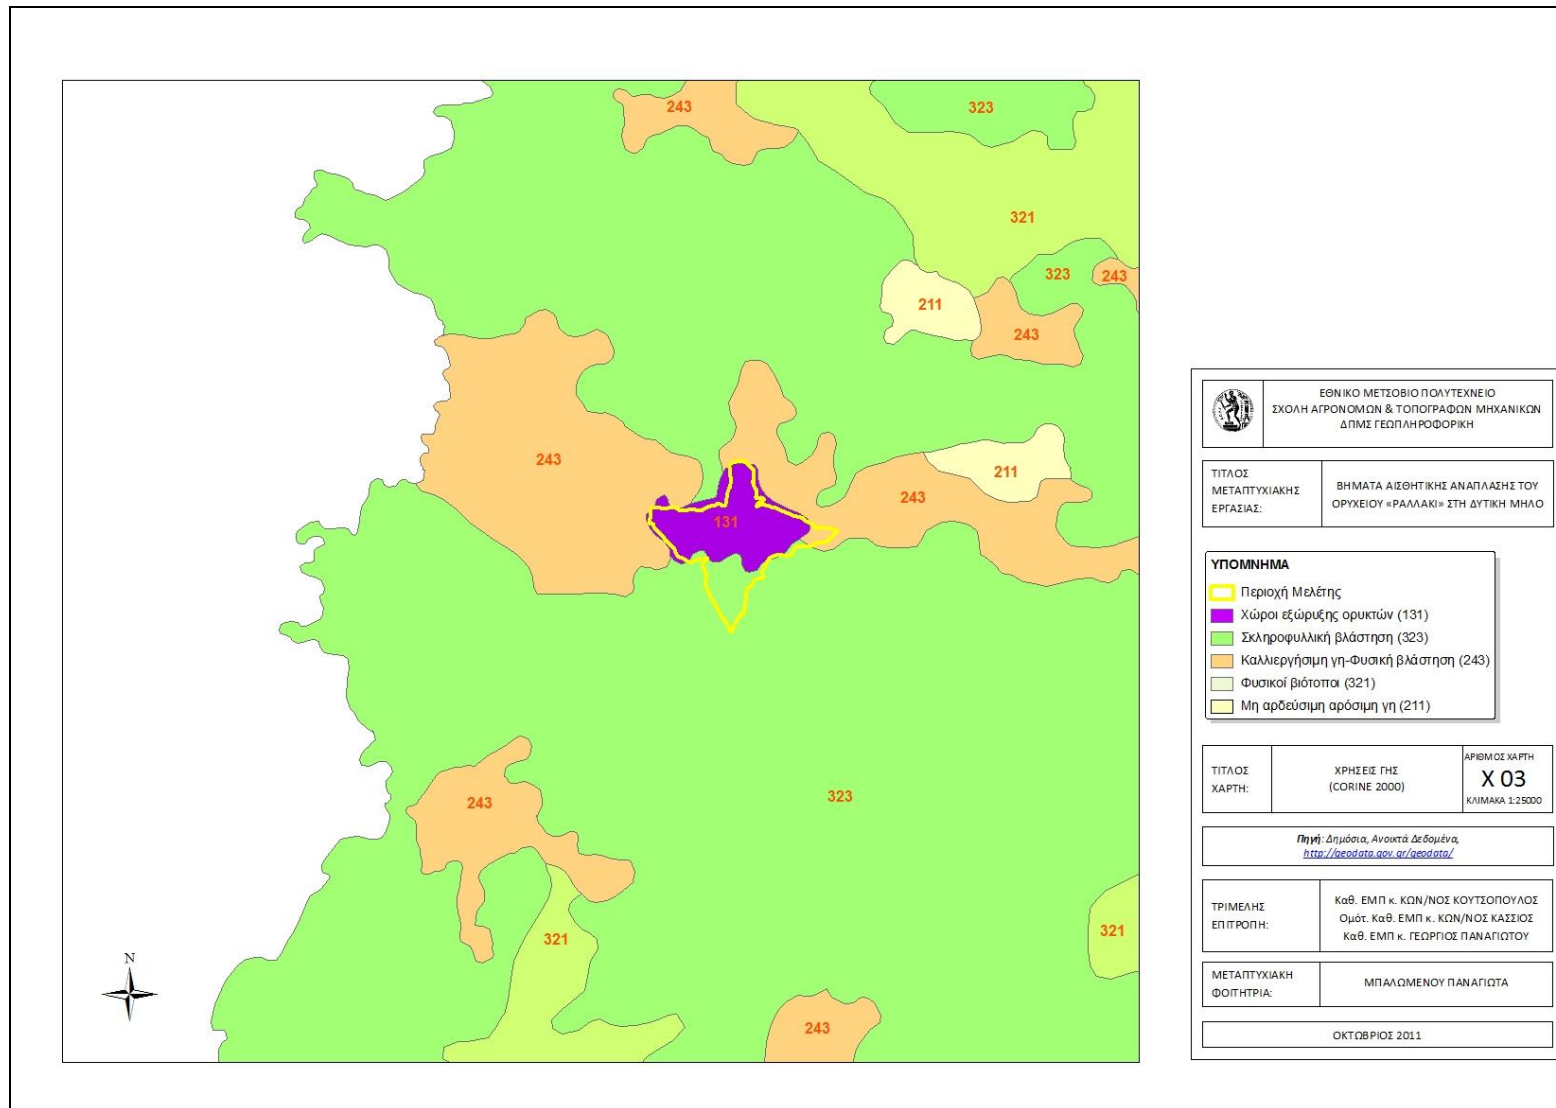 243
323
321
323
243
211
243
243
211
243
131
243
323
321
321
243
N
ΕΘΝΙΚΟ ΜΕΤΣΟΒΙΟ ΠΟΛΥΤΕΧΝΕΙΟ
ΣΧΟΛΗ ΑΓΡΟΝΟΜΩΝ & ΤΟΠΟΓΡΑΦΩΝ ΜΗΧΑΝΙΚΩΝ
ΔΠΜΣ ΓΕΩΠΛΗΡΟΦΟΡΙΚΗ
ΤΙΤΛΟΣ
ΜΕΤΑΠΤΥΧΙΑΚΗΣ
ΕΡΓΑΣΙΑΣ:
ΒΗΜΑΤΑ ΑΙΣΘΗΤΙΚΗΣ ΑΝΑΠΛΑΣΗΣ ΤΟΥ
ΟΡΥΧΕΙΟΥ «ΡΑΛΛΑΚΙ» ΣΤΗ ΔΥΤΙΚΗ ΜΗΛΟ
ΥΠΟΜΝΗΜΑ
Περιοχή Μελέτης
Χώροι εξώρυξης ορυκτών (131)
Σκληροφυλλική βλάστηση (323)
Καλλιεργήσιμη γη-Φυσική βλάστηση (243)
Φυσικοί βιότοποι (321)
Μη αρδεύσιμη αρόσιμη γη (211)
ΤΙΤΛΟΣ
ΧΑΡΤΗ:
ΧΡΗΣΕΙΣ ΓΗΣ
(CORINE 2000)
ΑΡΙΘΜΟΣ ΧΑΡΤΗ
X 03
ΚΛΙΜΑΚΑ 1:25000
Πηγή: Δημόσια, Ανοικτά Δεδομένα,
http://geodata.gov.gr/geodata/
ΤΡΙΜΕΛΗΣ
ΕΠΙΤΡΟΠΗ:
Καθ. ΕΜΠ κ. ΚΩΝ/ΝΟΣ ΚΟΥΤΣΟΠΟΥΛΟΣ
Ομότ. Καθ. ΕΜΠ κ. ΚΩΝ/ΝΟΣ ΚΑΣΣΙΟΣ
Καθ. ΕΜΠ κ. ΓΕΩΡΓΙΟΣ ΠΑΝΑΓΙΩΤΟΥ
ΜΕΤΑΠΤΥΧΙΑΚΗ
ΦΟΙΤΗΤΡΙΑ:
ΜΠΑΛΩΜΕΝΟΥ ΠΑΝΑΓΙΩΤΑ
ΟΚΤΩΒΡΙΟΣ 2011